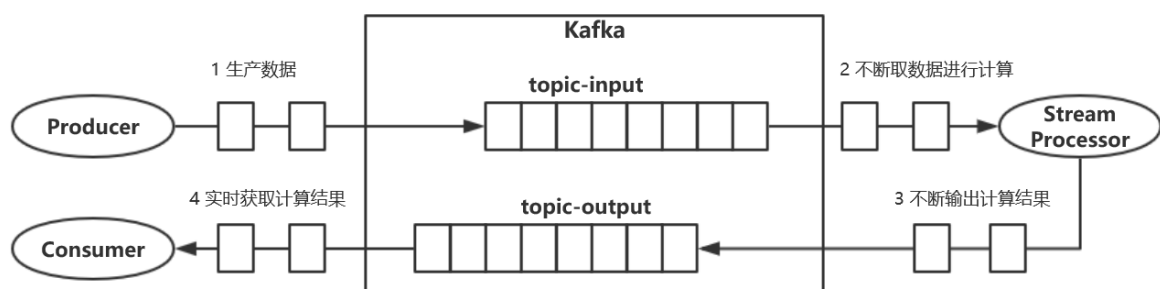 Kafka
1 生产数据
topic-input
2 不断取数据进行计算
Producer
Stream
Processor
4 实时获取计算结果
topic-output
3 不断输出计算结果
Consumer